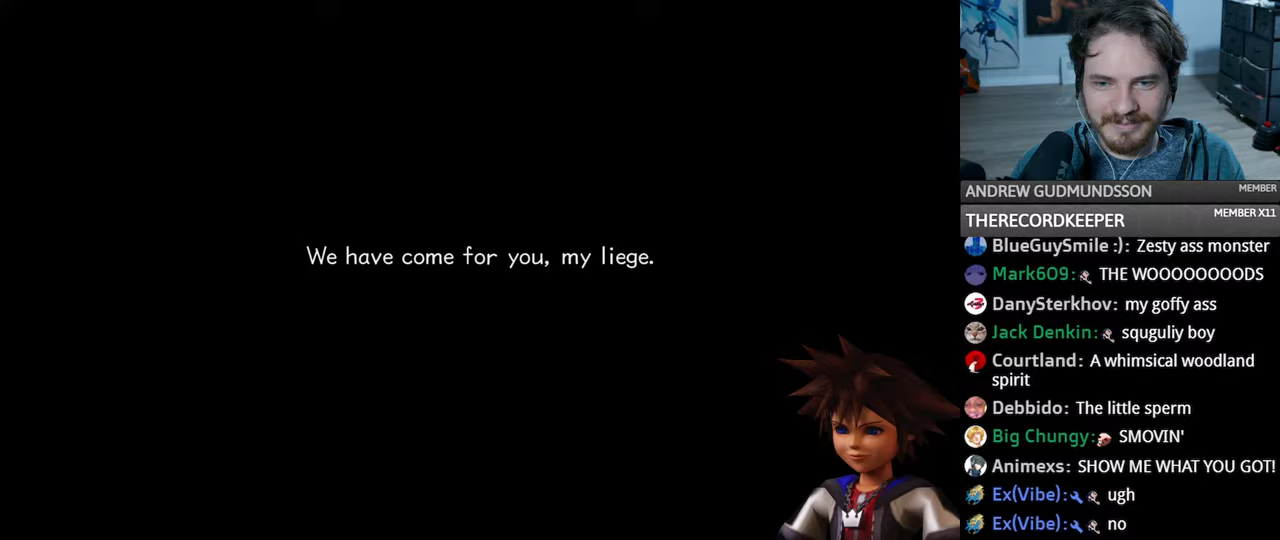 We have come for you, my liege.
ANDREW GUDMUNDSSON MEMBER
THERECORDKEEPER MEMBER X11
BlueGuySmile :): Zesty ass monster
Mark609: THE WOOOOOOOODS
DanySterkhov: my goffy ass
Jack Denkin: squguliy boy
Courtland: A whimsical woodland
spirit
Debbido: The little sperm
Big Chungy: SMOVIN'
Animexs: SHOW ME WHAT YOU GOT!
Ex(Vibe): ugh
Ex(Vibe): no